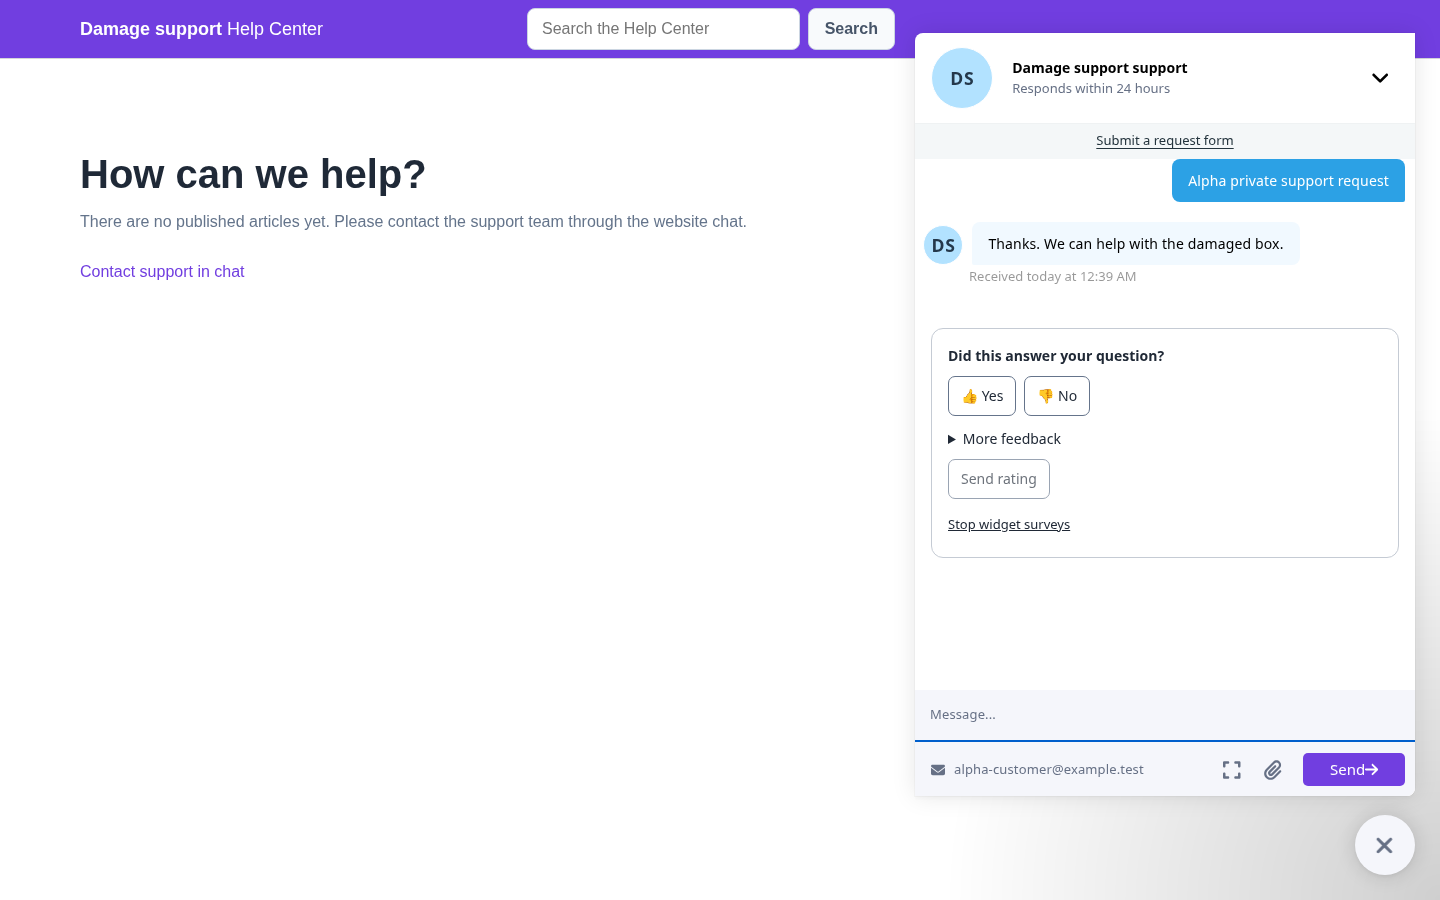 Damage support Help Center
Search the Help Center
Search
How can we help?
There are no published articles yet. Please contact the support team through the website chat.
Contact support in chat
DS
Damage support support
Responds within 24 hours
Submit a request form
Alpha private support request
DS
Thanks. We can help with the damaged box.
Received today at 12:39 AM
Did this answer your question?
👍 Yes
👎 No
More feedback
Send rating
Stop widget surveys
Message...
alpha-customer@example.test
Send